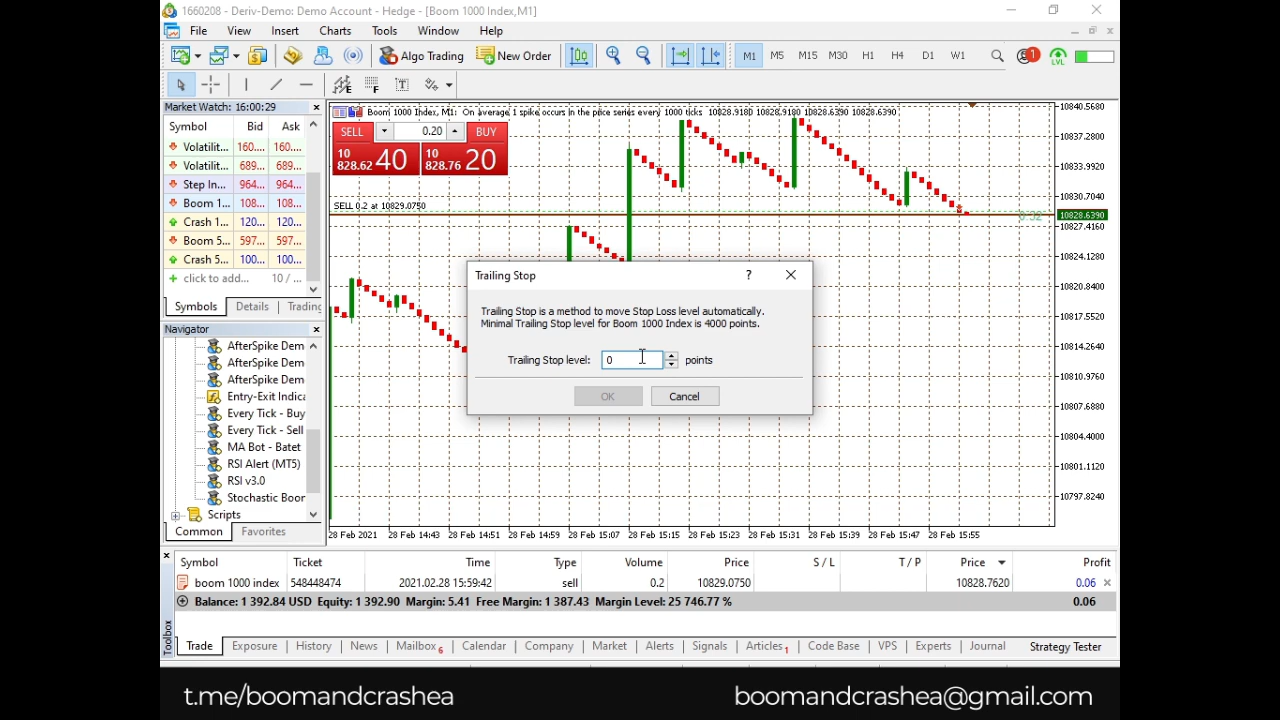 1660208 - Deriv-Demo: Demo Account - Hedge - [Boom 1000 Index,M1]
File View Insert Charts Tools Window Help
Algo Trading New Order M1 M5 M15 M30 H1 H4 D1 W1 1 LVL
E F T
Market Watch: 16:00:29
Symbol Bid Ask
Volatilit... 160.... 160....
Volatilit... 689... 689...
Step In... 964... 964...
Boom 1... 108... 108...
Crash 1... 120... 120...
Boom 5... 597... 597...
Crash 5... 100... 100...
click to add... 10 / ...
Symbols Details Trading
Navigator
AfterSpike Dem
AfterSpike Dem
AfterSpike Dem
Entry-Exit Indica
Every Tick - Buy
Every Tick - Sell
MA Bot - Batet
RSI Alert (MT5)
RSI v3.0
Stochastic Boor
Scripts
Common Favorites
Boom 1000 Index, M1: On average 1 spike occurs in the price series every 1000 ticks 10828.9180 10828.9180 10828.6390 10828.6390
SELL 0.20 BUY
10 828.62 40 10 828.76 20
SELL 0.2 at 10829.0750
0.32
10840.5680
10837.2800
10833.9920
10830.7040
10828.6390
10827.4160
10824.1280
10820.8400
10817.5520
10814.2640
10810.9760
10807.6880
10804.4000
10801.1120
10797.8240
Trailing Stop ?
Trailing Stop is a method to move Stop Loss level automatically.
Minimal Trailing Stop level for Boom 1000 Index is 4000 points.
Trailing Stop level: 0 points
OK Cancel
28 Feb 2021 28 Feb 14:43 28 Feb 14:51 28 Feb 14:59 28 Feb 15:07 28 Feb 15:15 28 Feb 15:23 28 Feb 15:31 28 Feb 15:39 28 Feb 15:47 28 Feb 15:55
Symbol Ticket Time Type Volume Price S / L T / P Price Profit
boom 1000 index 548448474 2021.02.28 15:59:42 sell 0.2 10829.0750 10828.7620 0.06
Balance: 1 392.84 USD Equity: 1 392.90 Margin: 5.41 Free Margin: 1 387.43 Margin Level: 25 746.77 % 0.06
Toolbox
Trade Exposure History News Mailbox 6 Calendar Company Market Alerts Signals Articles 1 Code Base VPS Experts Journal Strategy Tester
t.me/boomandcrashea boomandcrashea@gmail.com